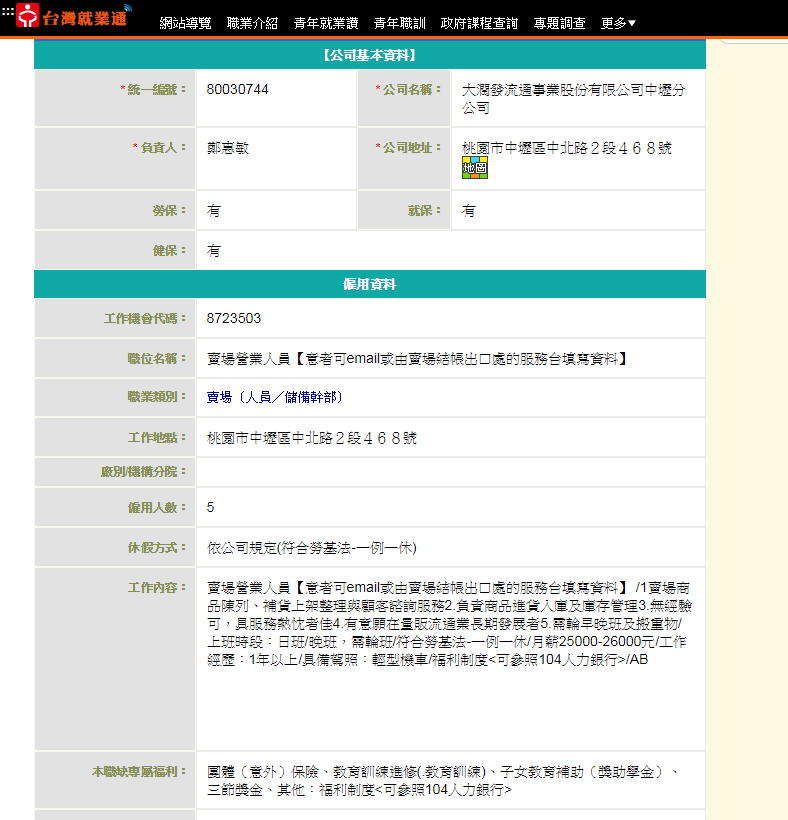 台灣就業通
網站導覽 職業介紹 青年就業讚 青年職訓 政府課程查詢 專題調查 更多▾
【公司基本資料】
*統一編號： 80030744 *公司名稱： 大潤發流通事業股份有限公司中壢分
公司
*負責人： 鄭惠敏 *公司地址： 桃園市中壢區中北路２段４６８號
地圖
勞保： 有 就保： 有
健保： 有
僱用資料
工作機會代碼： 8723503
職位名稱： 賣場營業人員【意者可email或由賣場結帳出口處的服務台填寫資料】
職業類別： 賣場（人員／儲備幹部）
工作地點： 桃園市中壢區中北路２段４６８號
廠別/機構分院：
僱用人數： 5
休假方式： 依公司規定(符合勞基法-一例一休)
工作內容： 賣場營業人員【意者可email或由賣場結帳出口處的服務台填寫資料】 /1賣場商
品陳列、補貨上架整理與顧客諮詢服務2.負責商品進貨入庫及庫存管理3.無經驗
可，具服務熱忱者佳4.有意願在量販流通業長期發展者5.需輪早晚班及搬重物/
上班時段：日班/晚班，需輪班/符合勞基法-一例一休/月薪25000-26000元/工作
經歷：1年以上/具備駕照：輕型機車/福利制度<可參照104人力銀行>/AB
本職缺專屬福利： 團體（意外）保險、教育訓練進修(.教育訓練)、子女教育補助（獎助學金）、
三節獎金、其他：福利制度<可參照104人力銀行>